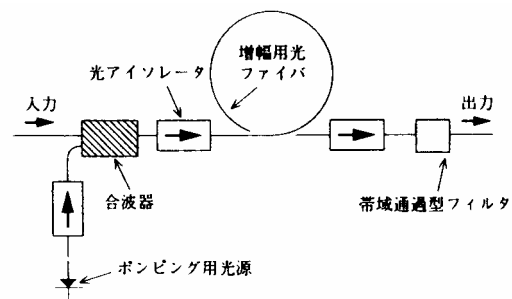 増幅用光
ファイバ
光アイソレータ
入力
出力
合波器
帯域通過型フィルタ
ポンピング用光源